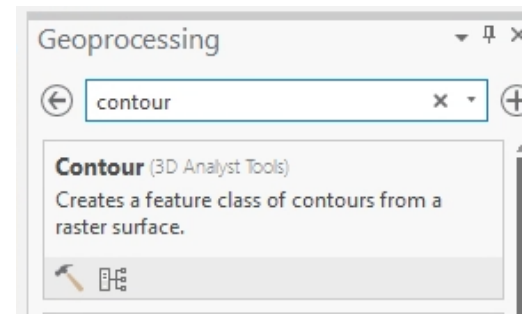 Geoprocessing
contour
Contour (3D Analyst Tools)
Creates a feature class of contours from a
raster surface.